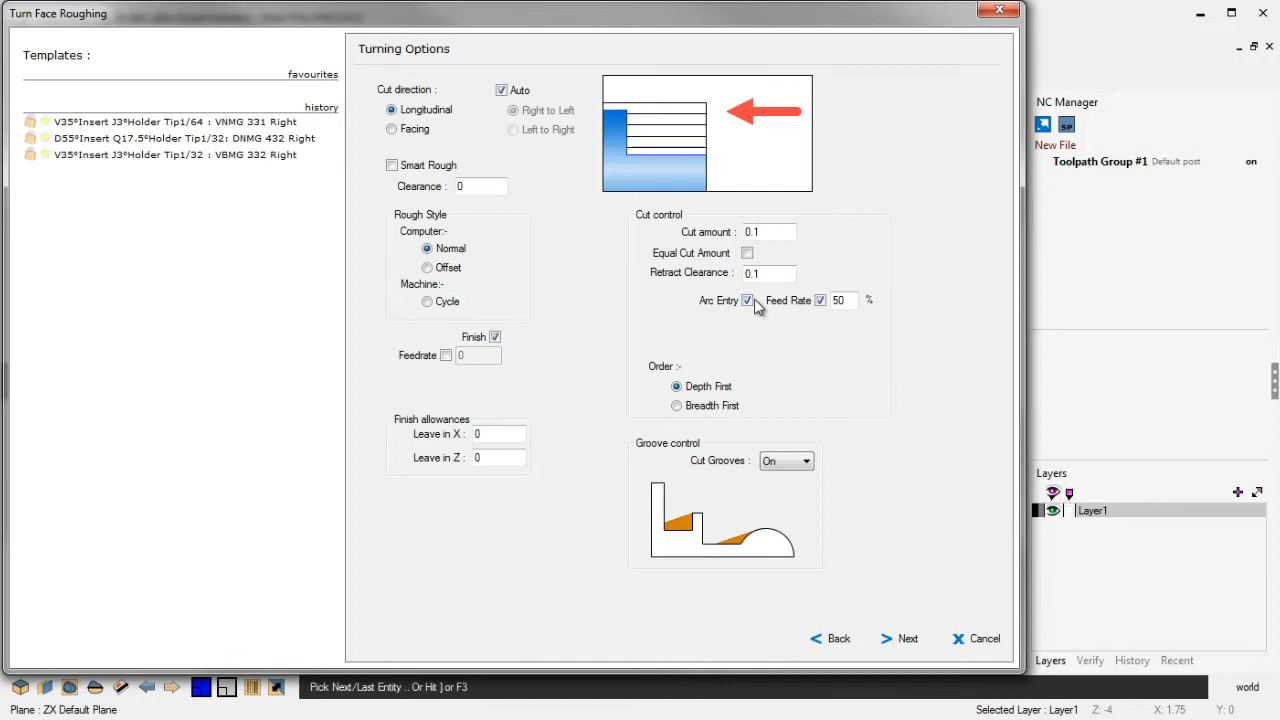 Turn Face Roughing
Templates :
favourites
history
V35°Insert J3°Holder Tip1/64 : VNMG 331 Right
D55°Insert Q17.5°Holder Tip1/32: DNMG 432 Right
V35°Insert J3°Holder Tip1/32 : VBMG 332 Right
Turning Options
Cut direction :
Auto
Longitudinal
Right to Left
Facing
Left to Right
Smart Rough
Clearance : 0
Rough Style
Computer:-
Normal
Offset
Machine:-
Cycle
Finish
Feedrate 0
Finish allowances
Leave in X : 0
Leave in Z : 0
Cut control
Cut amount : 0.1
Equal Cut Amount
Retract Clearance : 0.1
Arc Entry Feed Rate 50 %
Order :-
Depth First
Breadth First
Groove control
Cut Grooves : On
Back Next Cancel
NC Manager
SP
New File
Toolpath Group #1 Default post on
Layers
Layer1
Layers Verify History Recent
Pick Next/Last Entity .. Or Hit ] or F3
world
Plane : ZX Default Plane
Selected Layer : Layer1 Z: -4 X: 1.75 Y: 0